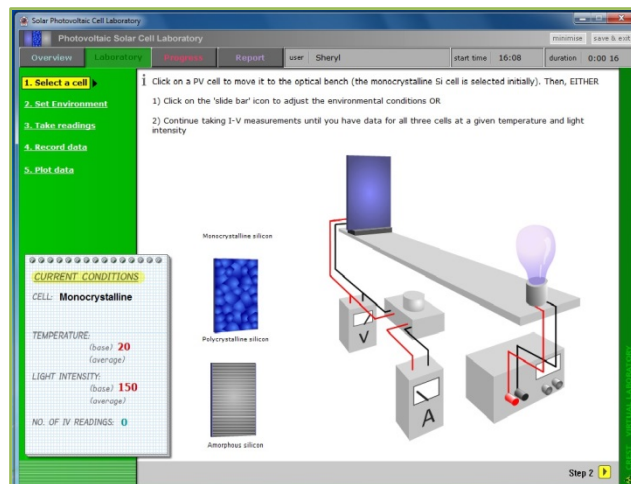 Solar Photovoltaic Cell Laboratory
Photovoltaic Solar Cell Laboratory
minimise save & exit
Overview Laboratory Progress Report user Sheryl start time 16:08 duration 0:00 16
1. Select a cell
2. Set Environment
3. Take readings
4. Record data
5. Plot data
i Click on a PV cell to move it to the optical bench (the monocrystalline Si cell is selected initially). Then, EITHER
1) Click on the 'slide bar' icon to adjust the environmental conditions OR
2) Continue taking I-V measurements until you have data for all three cells at a given temperature and light
intensity
Monocrystalline silicon
Polycrystalline silicon
Amorphous silicon
V
A
CURRENT CONDITIONS
CELL: Monocrystalline
TEMPERATURE:
(base) 20
(average)
LIGHT INTENSITY:
(base) 150
(average)
NO. OF IV READINGS: 0
CREST VIRTUAL LABORATORY
Step 2